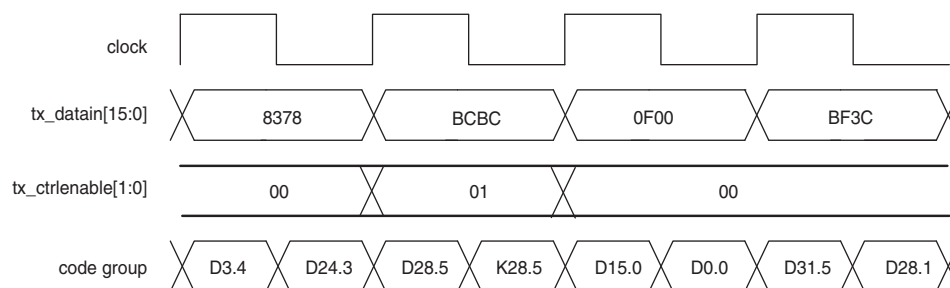 clock
tx_datain[15:0] 8378 BCBC 0F00 BF3C
tx_ctrlenable[1:0] 00 01 00
code group D3.4 D24.3 D28.5 K28.5 D15.0 D0.0 D31.5 D28.1